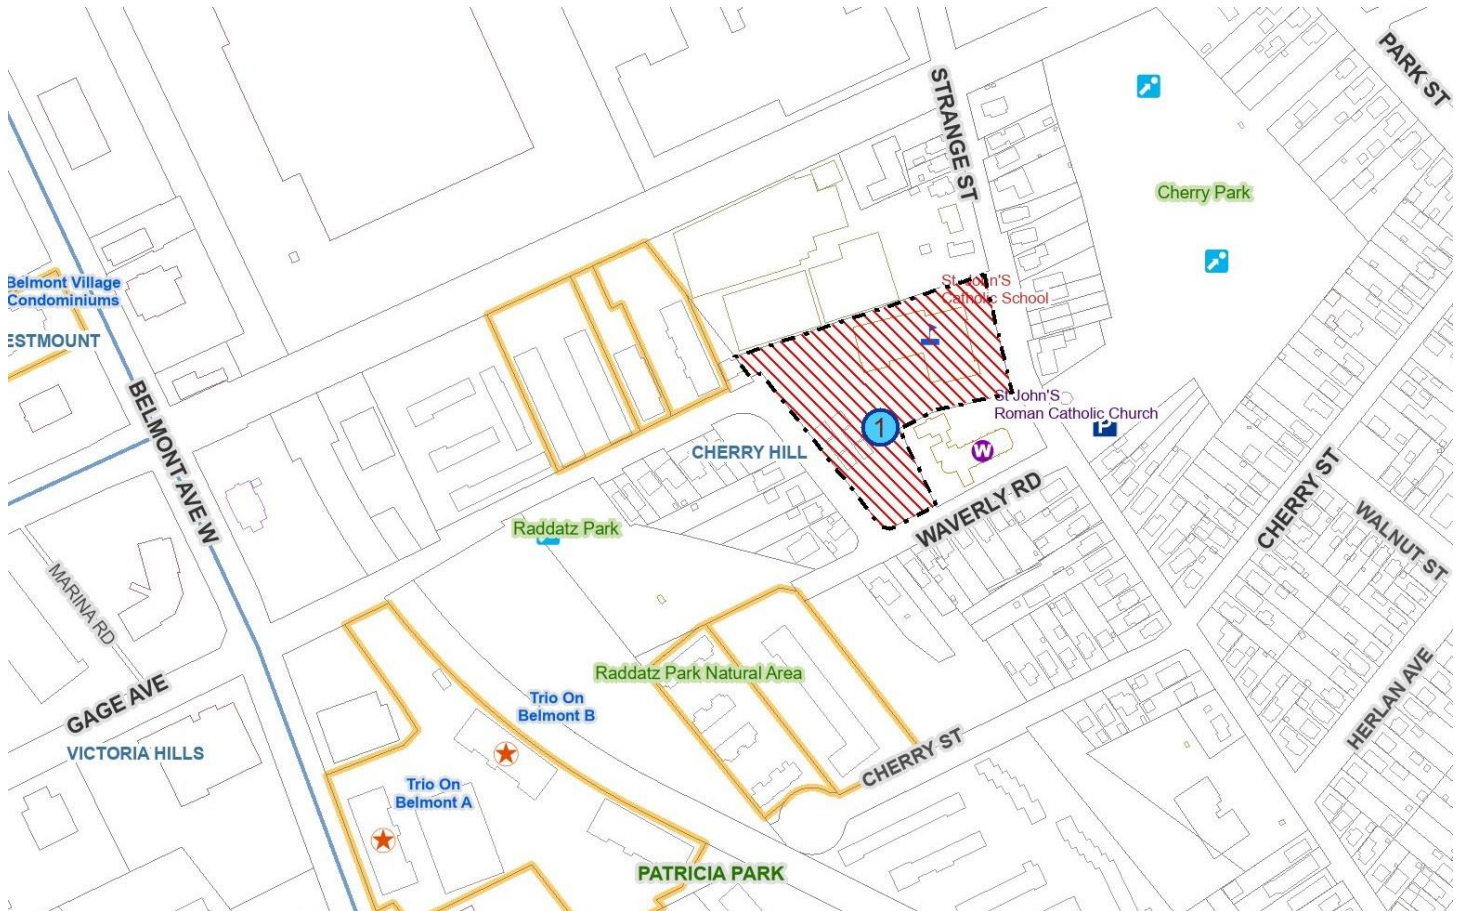 PARK ST
STRANGE ST
Cherry Park
Belmont Village
Condominiums
St John'S
Catholic School
ESTMOUNT
BELMONT AVE W
St John'S
Roman Catholic Church
P
1
CHERRY HILL
W
WAVERLY RD
CHERRY ST
WALNUT ST
Raddatz Park
MARINA RD
Raddatz Park Natural Area
HERLAN AVE
GAGE AVE
Trio On
Belmont B
VICTORIA HILLS
CHERRY ST
Trio On
Belmont A
PATRICIA PARK